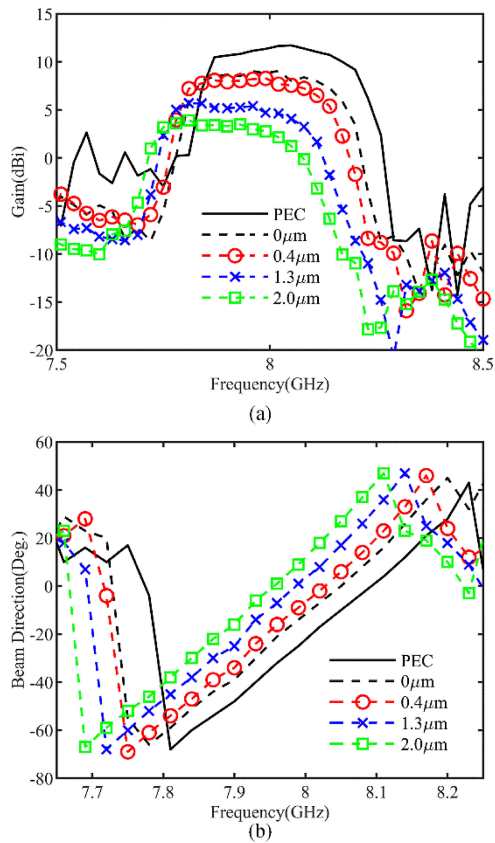 15
10
5
0
-5
-10
-15
-20
Gain(dBi)
PEC
0μm
0.4μm
1.3μm
2.0μm
7.5
8
8.5
Frequency(GHz)
(a)
60
40
20
0
-20
-40
-60
-80
Beam Direction(Deg.)
PEC
0μm
0.4μm
1.3μm
2.0μm
7.7
7.8
7.9
8
8.1
8.2
Frequency(GHz)
(b)